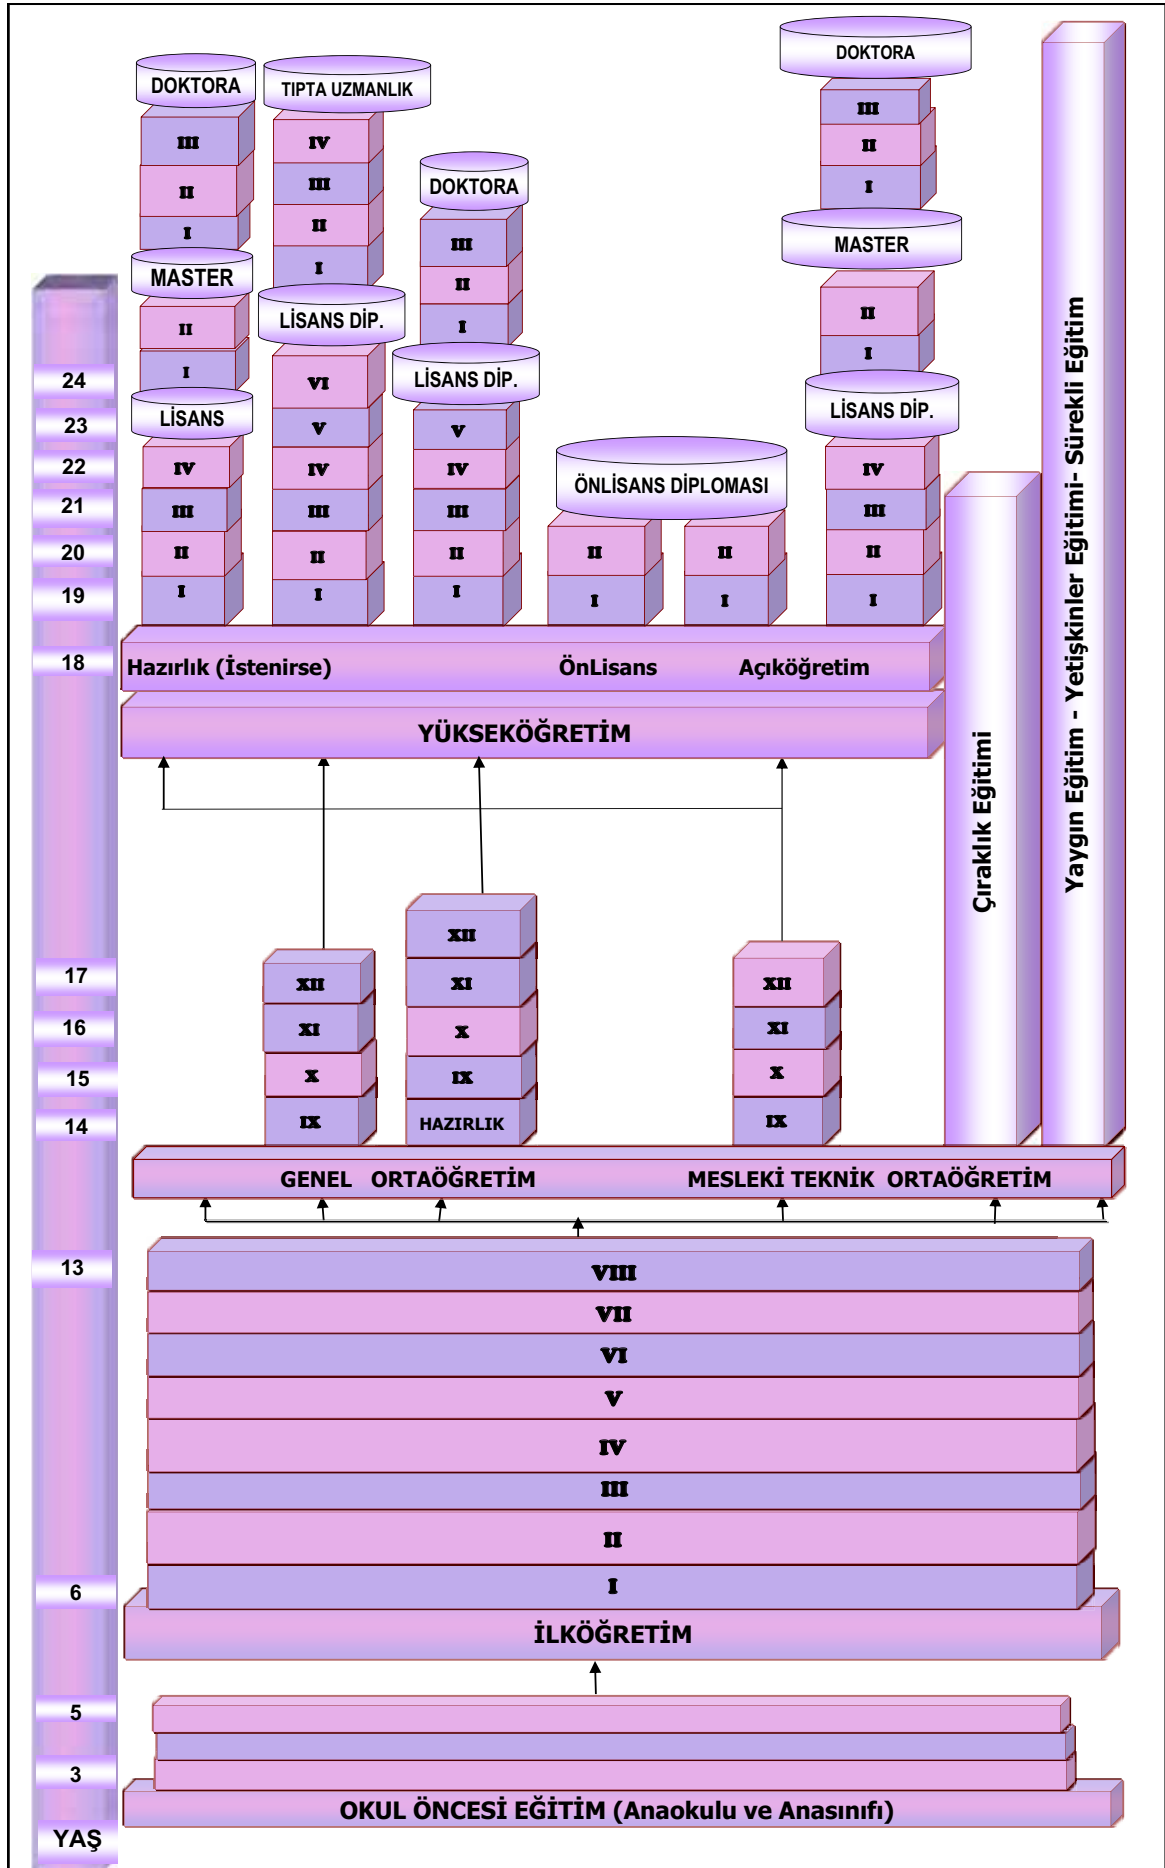 DOKTORA
DOKTORA
TIPTA UZMANLIK
III
IV
III
II
III
II
DOKTORA
I
II
III
I
I
MASTER
MASTER
II
LİSANS DİP.
II
II
I
I
I
VI
LİSANS DİP.
24
LİSANS
V
V
LİSANS DİP.
23
IV
IV
IV
IV
22
ÖNLİSANS DİPLOMASI
III
III
III
III
21
II
II
II
II
II
II
20
I
I
I
I
I
I
19
Hazırlık (İstenirse)
ÖnLisans
Açıköğretim
18
YÜKSEKÖĞRETİM
Çıraklık Eğitimi
Yaygın Eğitim - Yetişkinler Eğitimi- Sürekli Eğitim
XII
XII
XI
XII
17
XI
X
XI
16
X
IX
X
15
IX
HAZIRLIK
IX
14
GENEL ORTAÖĞRETİM
MESLEKİ TEKNİK ORTAÖĞRETİM
13
VIII
VII
VI
V
IV
III
II
I
6
İLKÖĞRETİM
5
3
OKUL ÖNCESİ EĞİTİM (Anaokulu ve Anasınıfı)
YAŞ